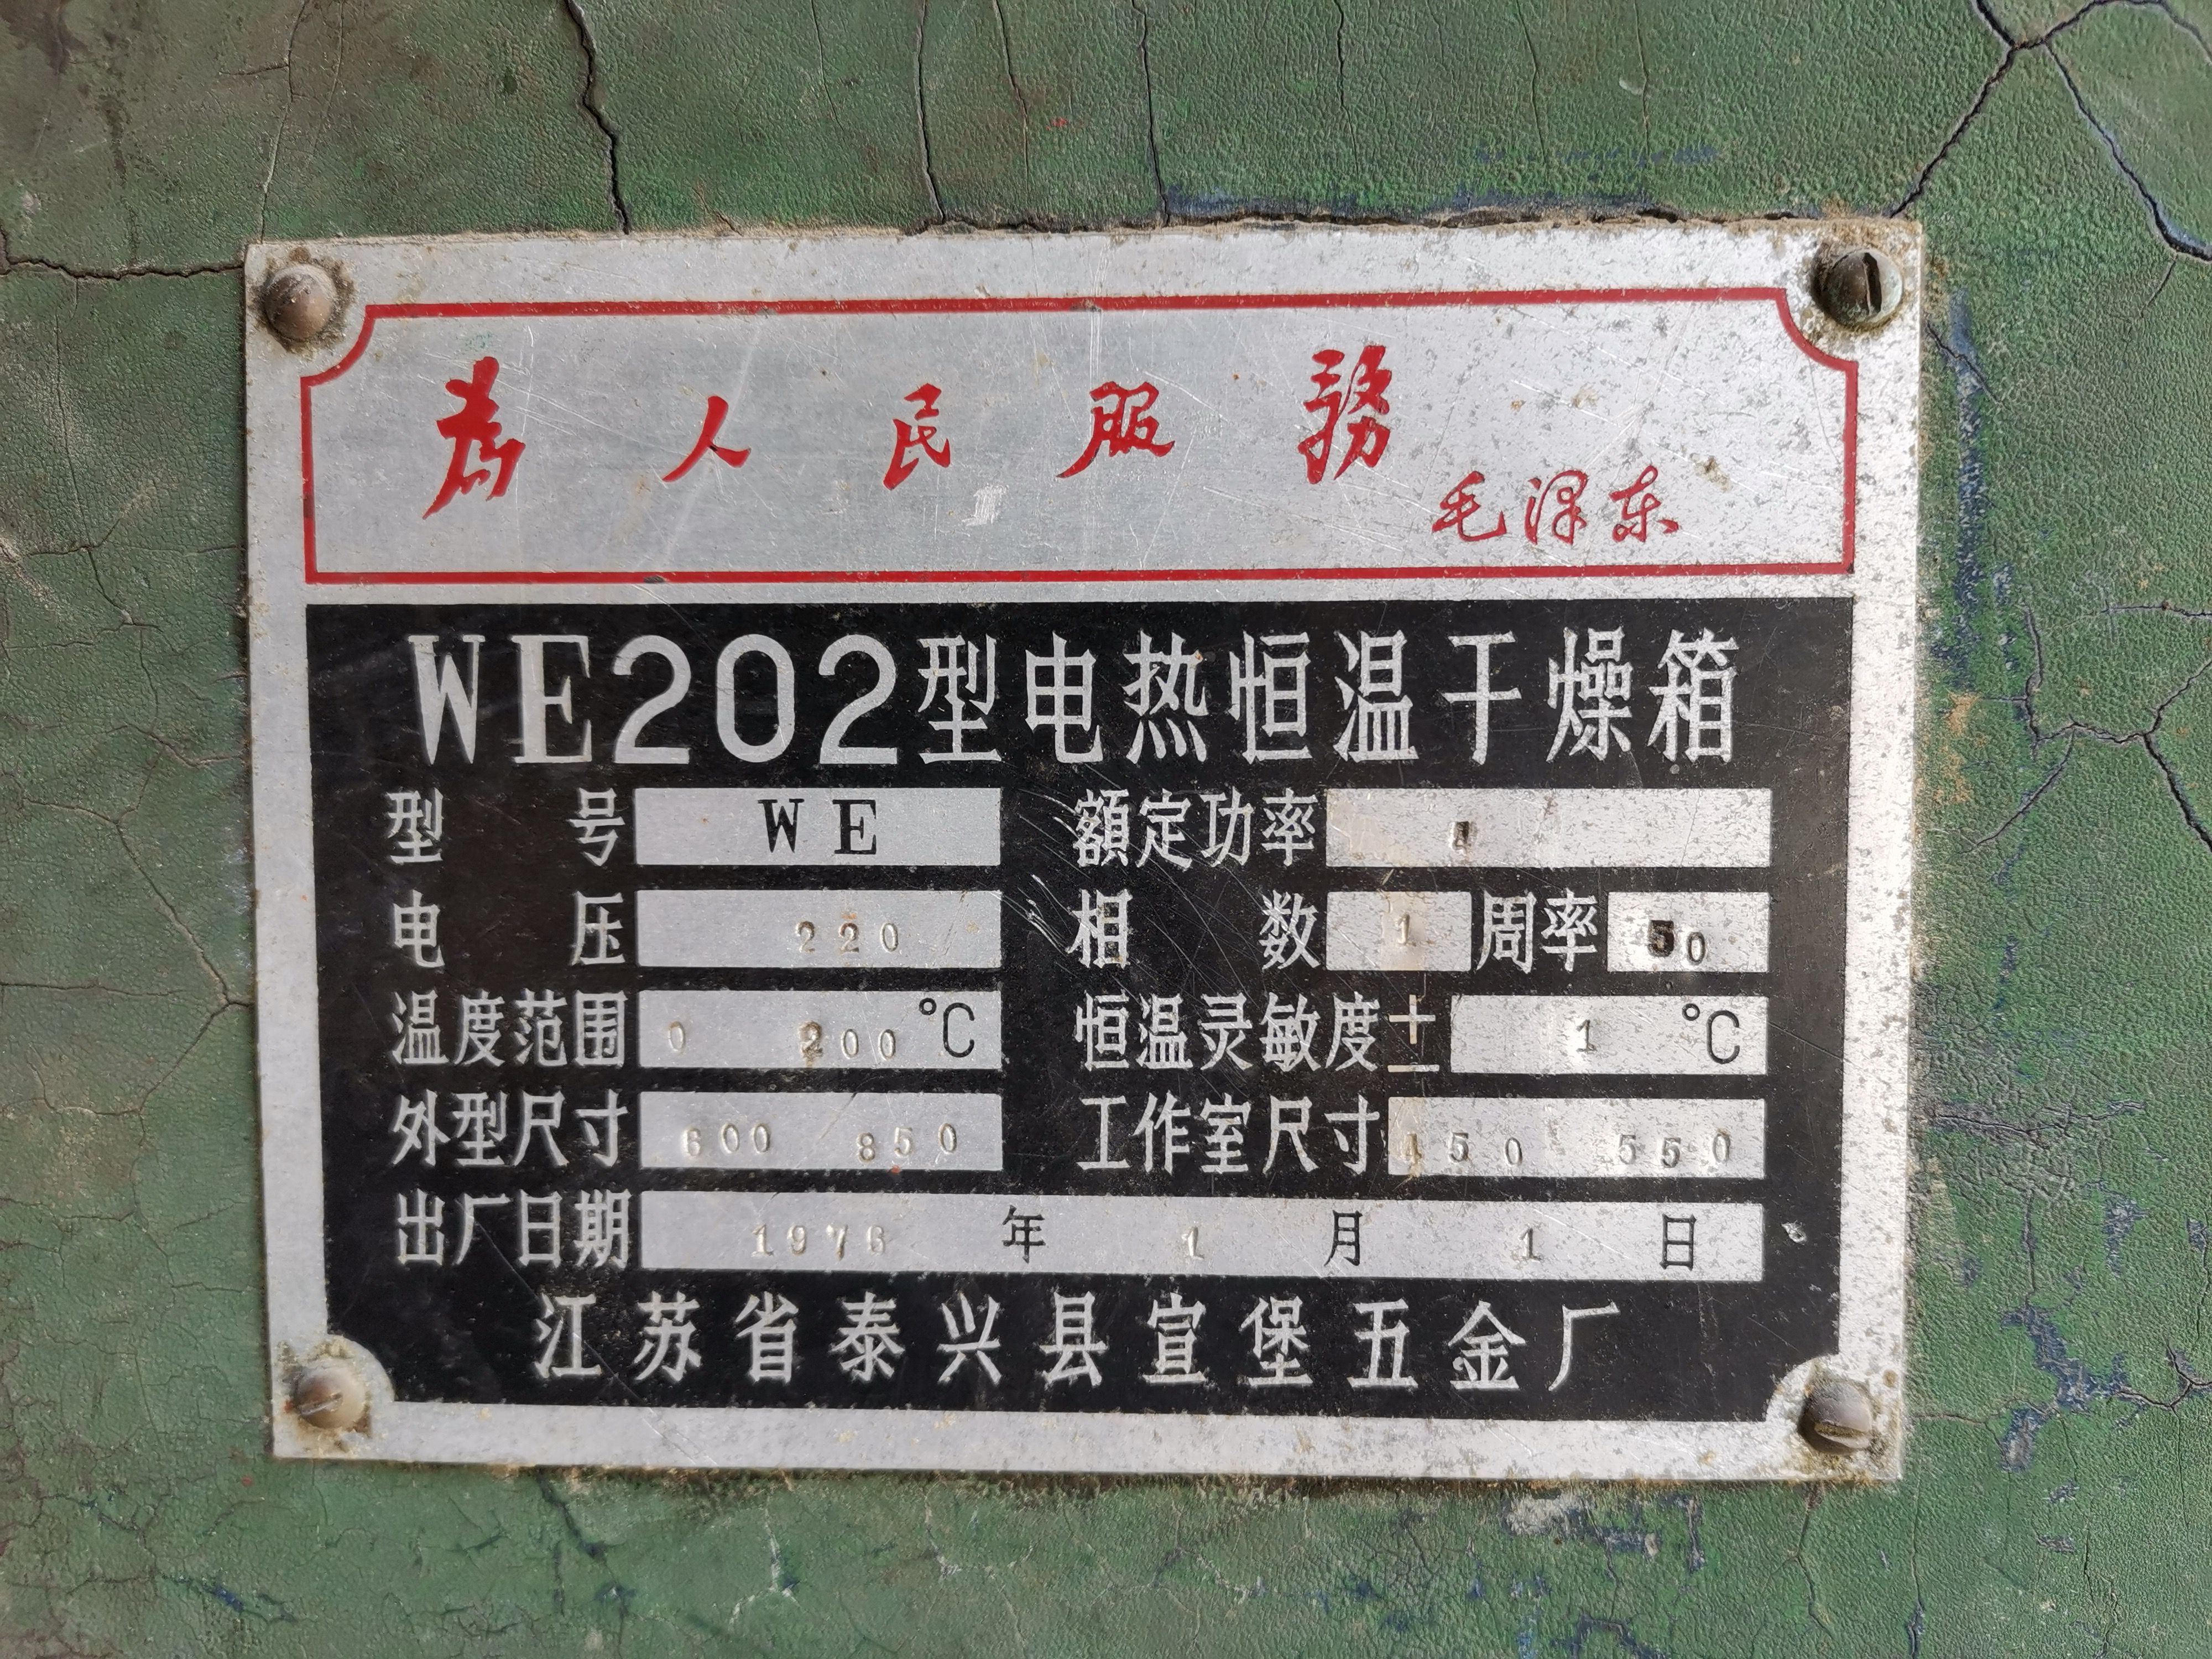 為人民服務
毛泽东
WE202型电热恒温干燥箱
型号 WE 額定功率
电压 220 相数 1 周率 50
温度范围 0 200 °C 恒温灵敏度± 1 °C
外型尺寸 600 850 工作室尺寸 450 550
出厂日期 1976 年 1 月 1 日
江苏省泰兴县宣堡五金厂